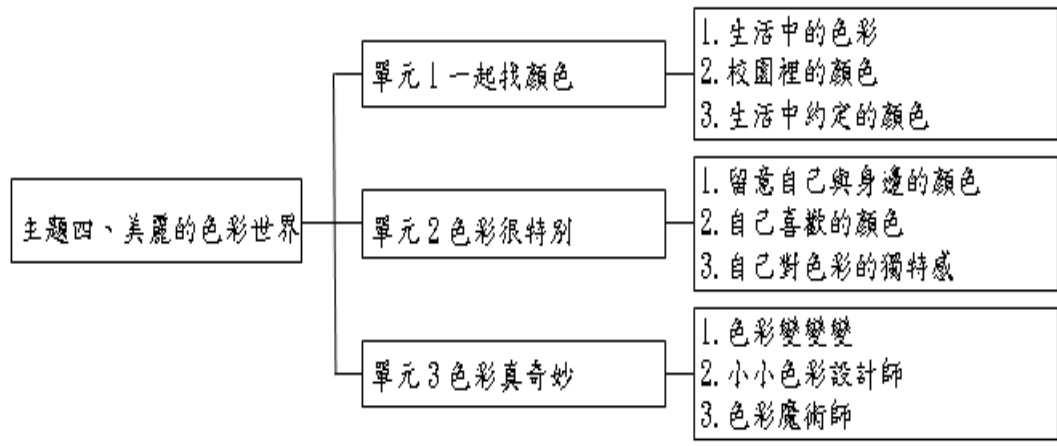 主題四、美麗的色彩世界
單元1一起找顏色
1.生活中的色彩
2.校園裡的顏色
3.生活中約定的顏色
單元2色彩很特別
1.留意自己與身邊的顏色
2.自己喜歡的顏色
3.自己對色彩的獨特感
單元3色彩真奇妙
1.色彩變變變
2.小小色彩設計師
3.色彩魔術師